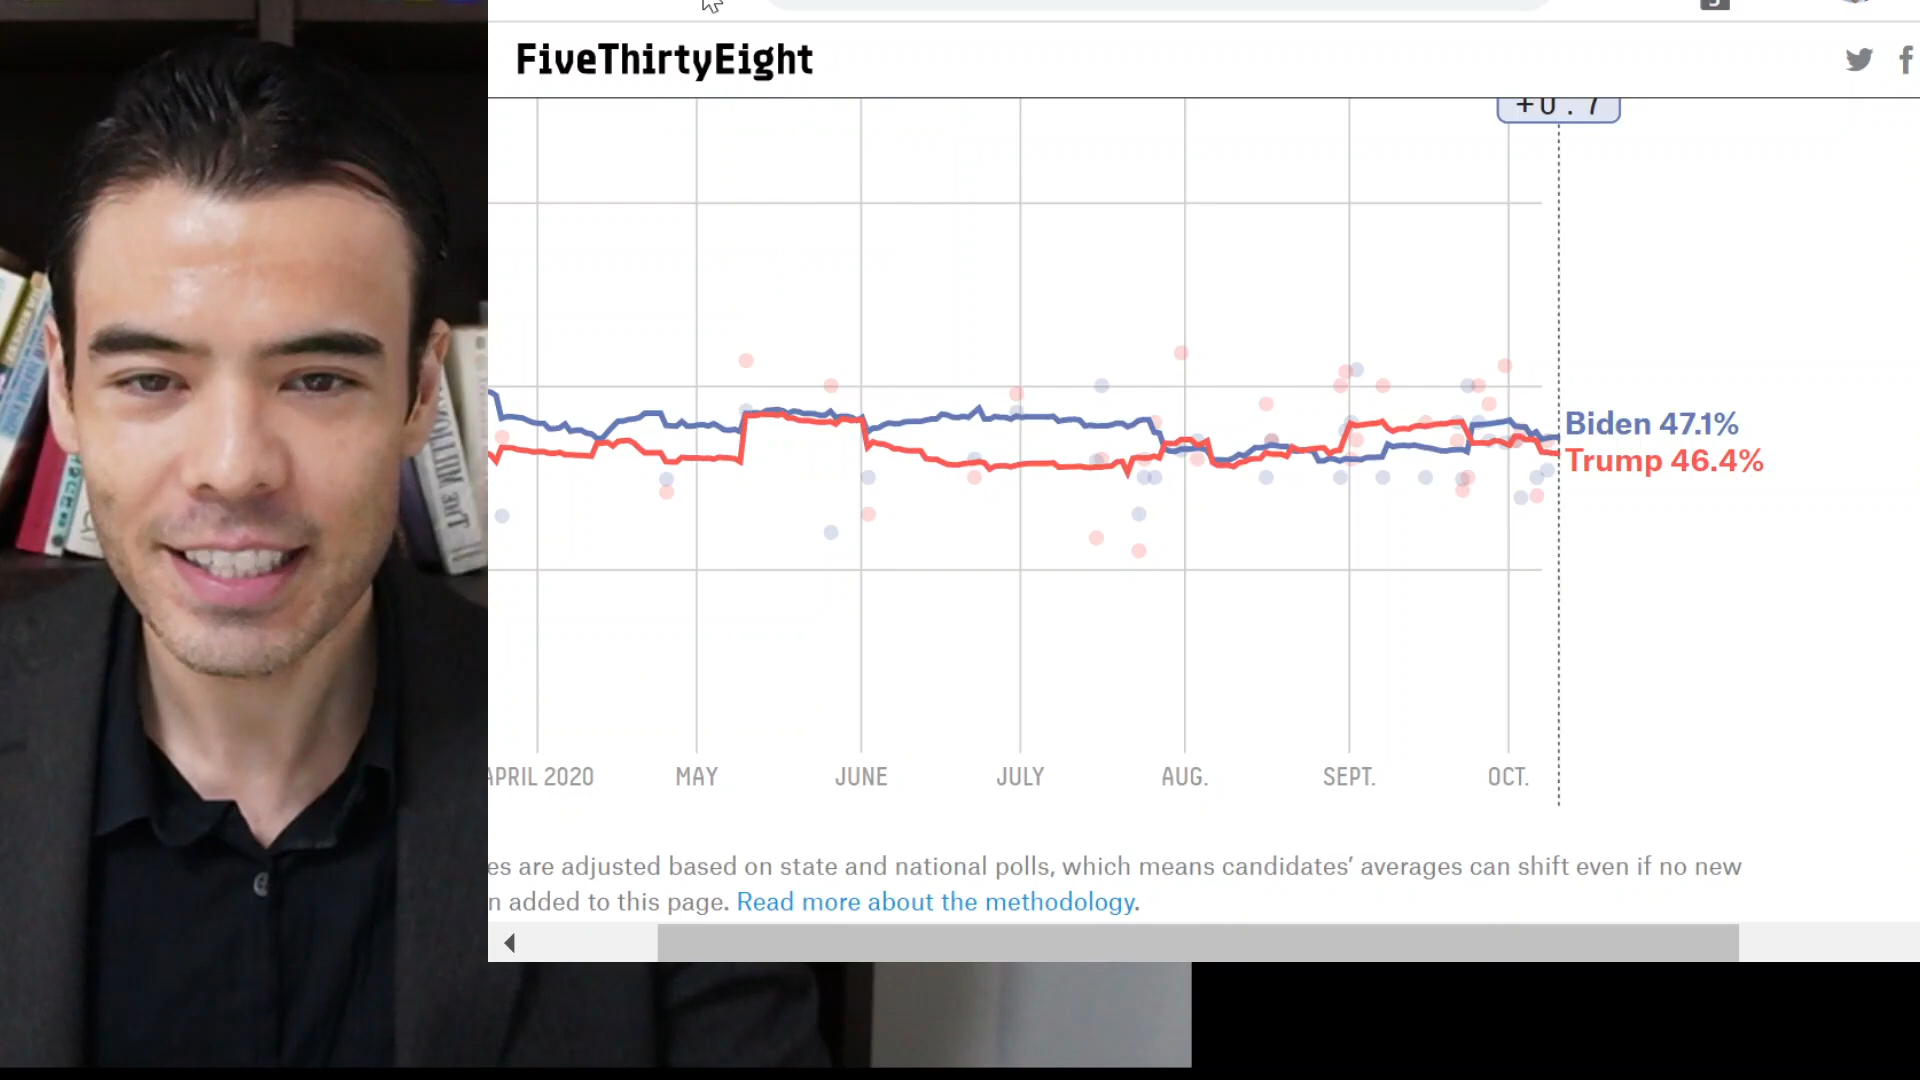 FiveThirtyEight
+0.7
Biden 47.1%
Trump 46.4%
APRIL 2020 MAY JUNE JULY AUG. SEPT. OCT.
es are adjusted based on state and national polls, which means candidates’ averages can shift even if no new
n added to this page. Read more about the methodology.